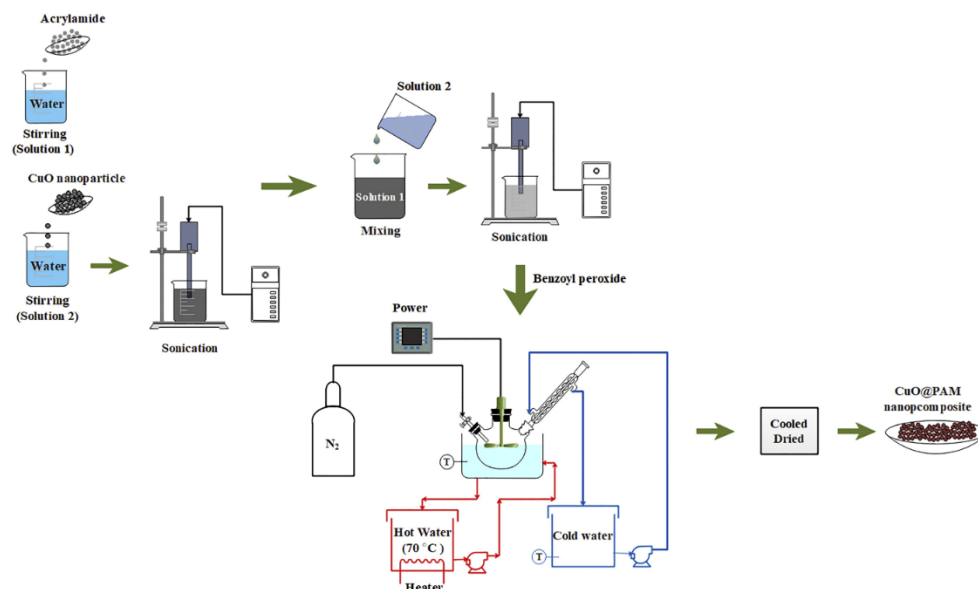 Acrylamide
Water
Stirring
(Solution 1)
CuO nanoparticle
Water
Stirring
(Solution 2)
Sonication
Solution 2
Solution 1
Mixing
Sonication
Benzoyl peroxide
Power
N2
T
Hot Water
(70 °C )
Heater
Cold water
T
Cooled
Dried
CuO@PAM
nanopcomposite